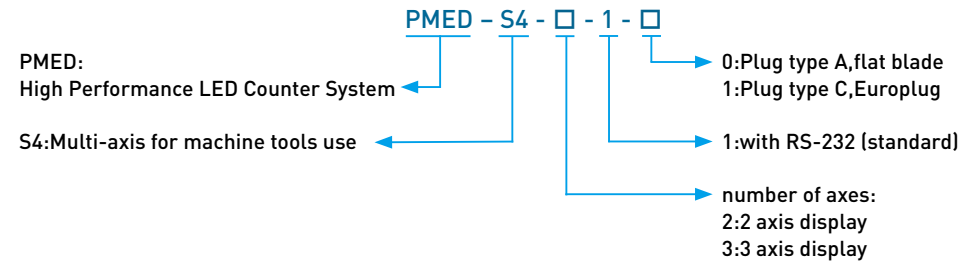 PMED – S4 - □ - 1 - □
PMED:
High Performance LED Counter System
S4:Multi-axis for machine tools use
0:Plug type A,flat blade
1:Plug type C,Europlug
1:with RS-232 (standard)
number of axes:
2:2 axis display
3:3 axis display